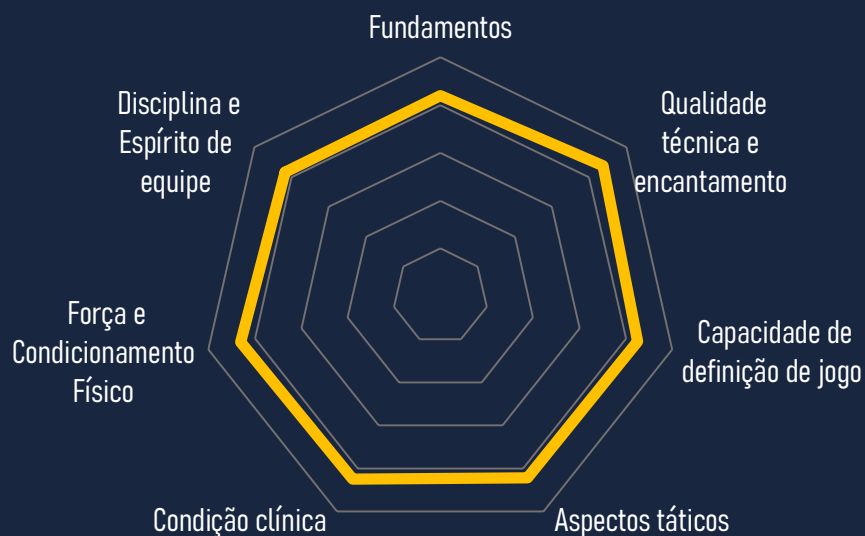 Fundamentos
Qualidade
técnica e
encantamento
Capacidade de
definição de jogo
Aspectos táticos
Condição clínica
Força e
Condicionamento
Físico
Disciplina e
Espírito de
equipe